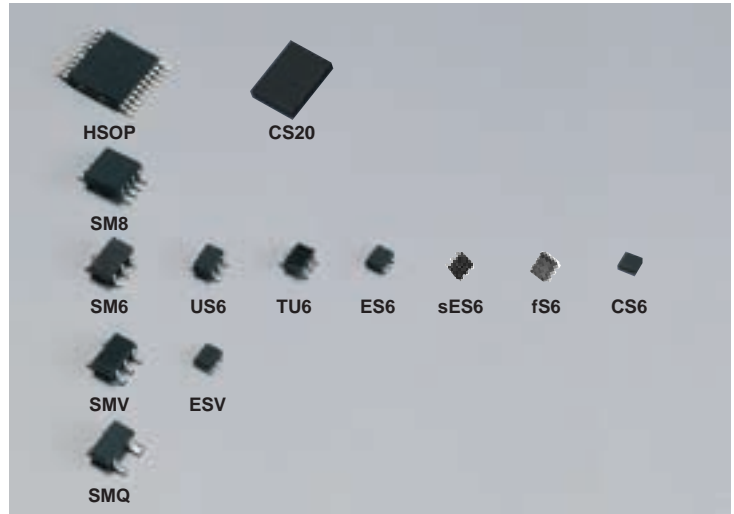 HSOP CS20
SM8
SM6 US6 TU6 ES6 sES6 fS6 CS6
SMV ESV
SMQ